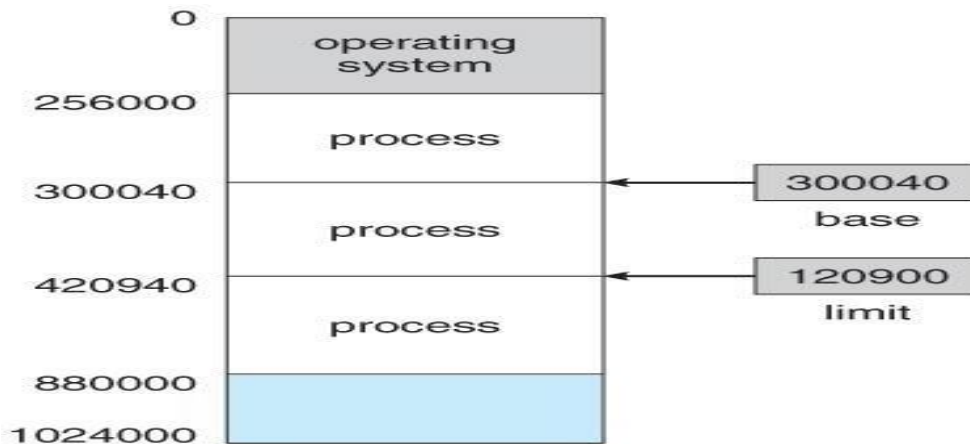 0
operating
system
256000
process
300040
300040
base
process
420940
120900
limit
process
880000
1024000